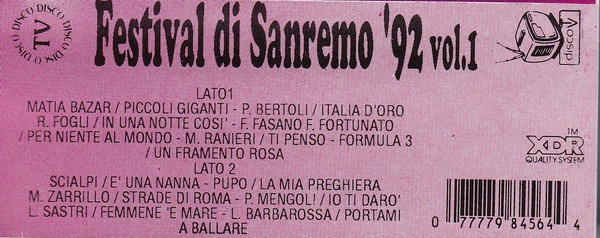 DISCO DISCO DISCO DISCO DISCO DISCO
TV
Festival di Sanremo '92 vol.1
discoTV
LATO1
MATIA BAZAR / PICCOLI GIGANTI - P. BERTOLI / ITALIA D'ORO
R. FOGLI / IN UNA NOTTE COSI' - F. FASANO F. FORTUNATO
/ PER NIENTE AL MONDO - M. RANIERI / TI PENSO - FORMULA 3
/ UN FRAMENTO ROSA
LATO 2
SCIALPI / E' UNA NANNA - PUPO / LA MIA PREGHIERA
M. ZARRILLO / STRADE DI ROMA - P. MENGOLI / IO TI DARO'
L. SASTRI / FEMMENE 'E MARE - L. BARBAROSSA / PORTAMI
A BALLARE
XDR™
QUALITY SYSTEM
0 77779 84564 4